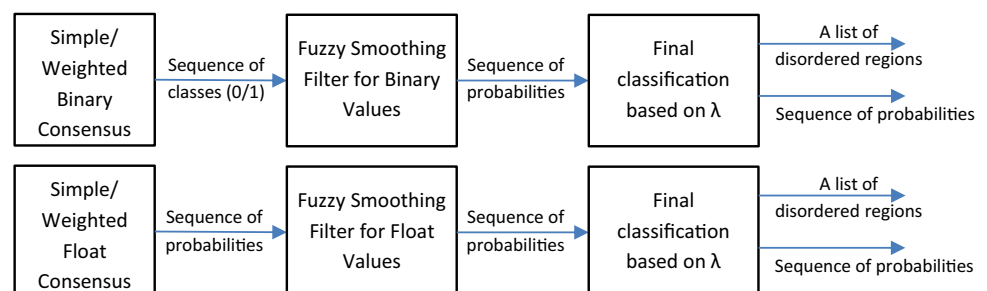 Simple/
Weighted
Binary
Consensus
Sequence of
classes (0/1)
Fuzzy Smoothing
Filter for Binary
Values
Sequence of
probabilities
Final
classification
based on λ
A list of
disordered regions
Sequence of probabilities
Simple/
Weighted
Float
Consensus
Sequence of
probabilities
Fuzzy Smoothing
Filter for Float
Values
Sequence of
probabilities
Final
classification
based on λ
A list of
disordered regions
Sequence of probabilities